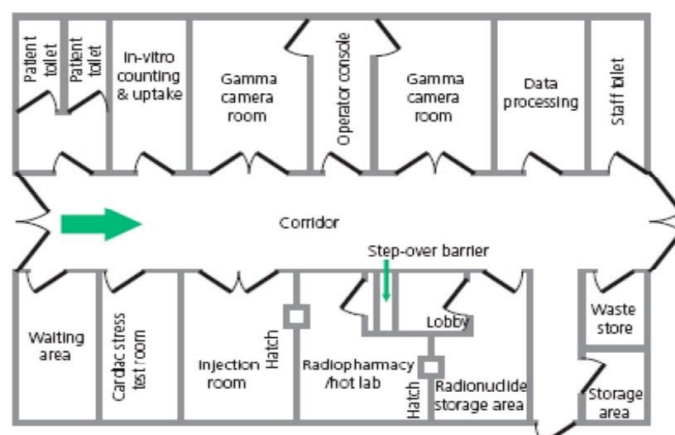 Patient
toilet
Patient
toilet
In-vitro
counting
& uptake
Gamma
camera
room
Operator console
Gamma
camera
room
Data
processing
Staff toilet
Corridor
Step-over barrier
Waiting
area
Cardiac stress
test room
Injection
room
Hatch
Radiopharmacy
/hot lab
Lobby
Hatch
Radionuclide
storage area
Waste
store
Storage
area